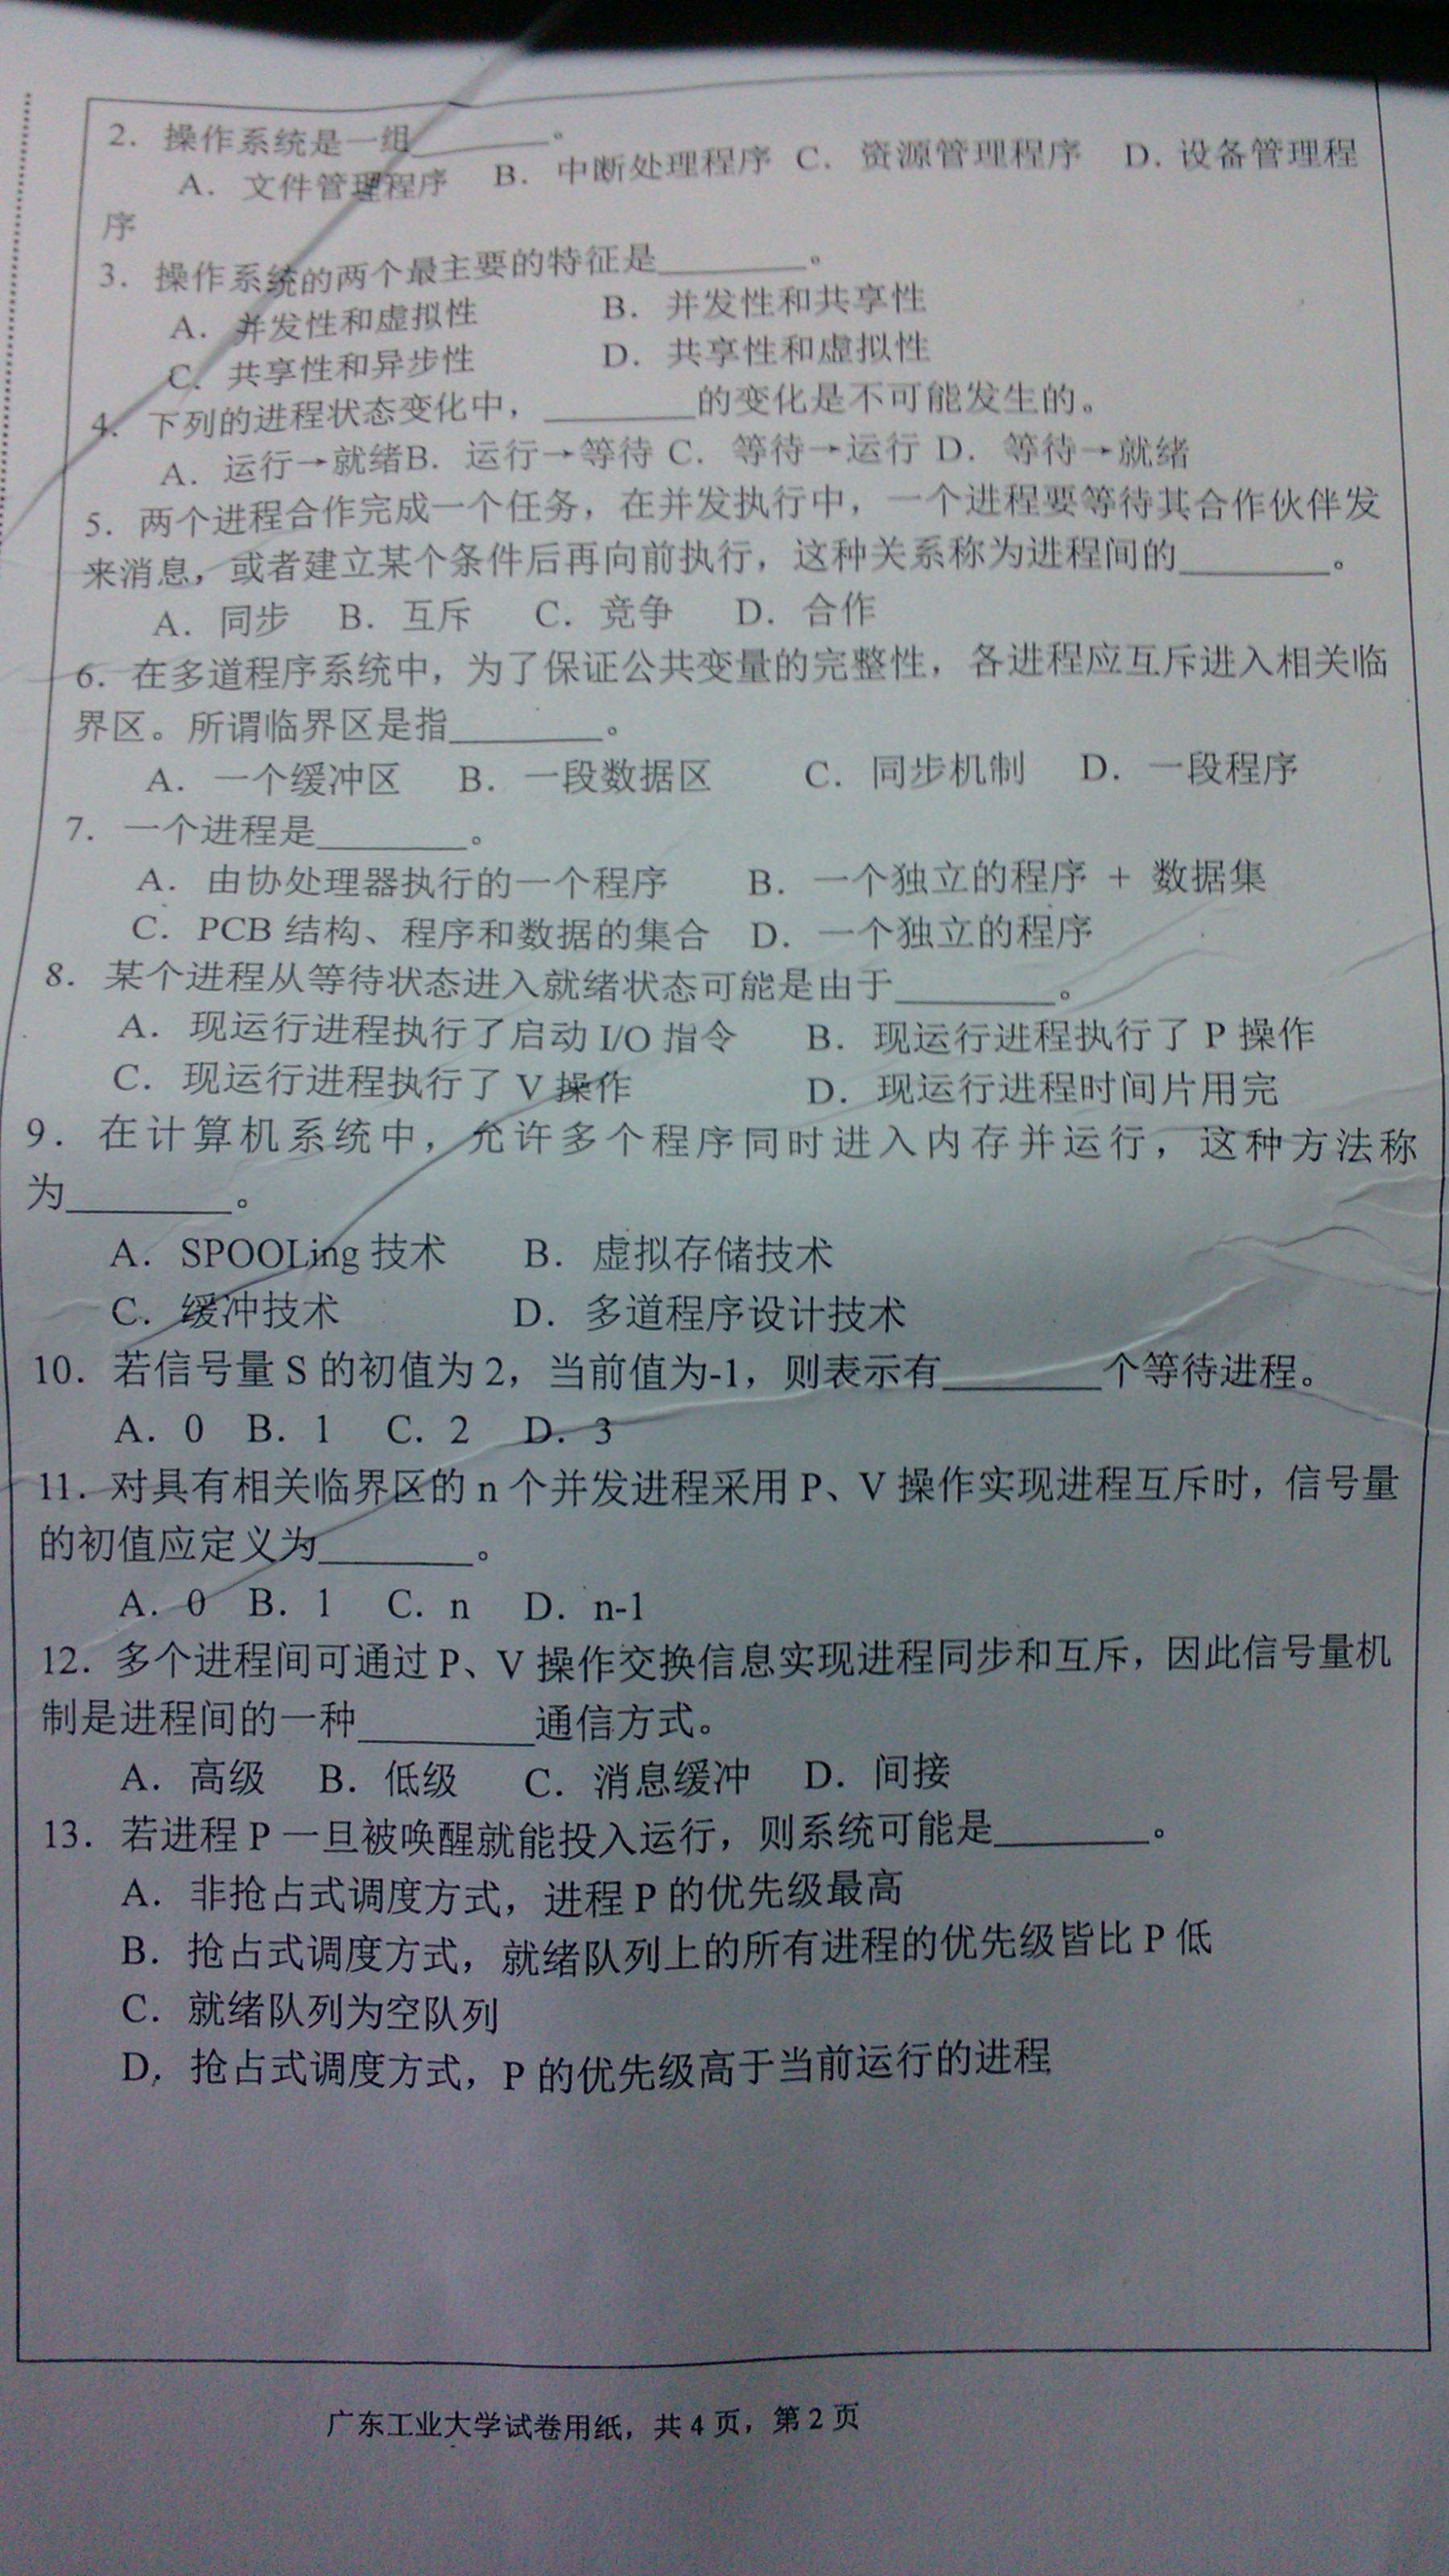 2．操作系统是一组________。
A．文件管理程序 B．中断处理程序 C．资源管理程序 D．设备管理程
序
3．操作系统的两个最主要的特征是________。
A．并发性和虚拟性 B．并发性和共享性
C．共享性和异步性 D．共享性和虚拟性
4．下列的进程状态变化中，________的变化是不可能发生的。
A．运行→就绪B．运行→等待 C．等待→运行 D．等待→就绪
5．两个进程合作完成一个任务，在并发执行中，一个进程要等待其合作伙伴发
来消息，或者建立某个条件后再向前执行，这种关系称为进程间的________。
A．同步 B．互斥 C．竞争 D．合作
6．在多道程序系统中，为了保证公共变量的完整性，各进程应互斥进入相关临
界区。所谓临界区是指________。
A．一个缓冲区 B．一段数据区 C．同步机制 D．一段程序
7．一个进程是________。
A．由协处理器执行的一个程序 B．一个独立的程序 + 数据集
C．PCB 结构、程序和数据的集合 D．一个独立的程序
8．某个进程从等待状态进入就绪状态可能是由于________。
A．现运行进程执行了启动 I/O 指令 B．现运行进程执行了 P 操作
C．现运行进程执行了 V 操作 D．现运行进程时间片用完
9．在计算机系统中，允许多个程序同时进入内存并运行，这种方法称
为________。
A．SPOOLing 技术 B．虚拟存储技术
C．缓冲技术 D．多道程序设计技术
10．若信号量 S 的初值为 2，当前值为-1，则表示有________个等待进程。
A．0 B．1 C．2 D．3
11．对具有相关临界区的 n 个并发进程采用 P、V 操作实现进程互斥时，信号量
的初值应定义为________。
A．0 B．1 C．n D．n-1
12．多个进程间可通过 P、V 操作交换信息实现进程同步和互斥，因此信号量机
制是进程间的一种________通信方式。
A．高级 B．低级 C．消息缓冲 D．间接
13．若进程 P 一旦被唤醒就能投入运行，则系统可能是________。
A．非抢占式调度方式，进程 P 的优先级最高
B．抢占式调度方式，就绪队列上的所有进程的优先级皆比 P 低
C．就绪队列为空队列
D，抢占式调度方式，P 的优先级高于当前运行的进程
广东工业大学试卷用纸，共 4 页，第 2 页